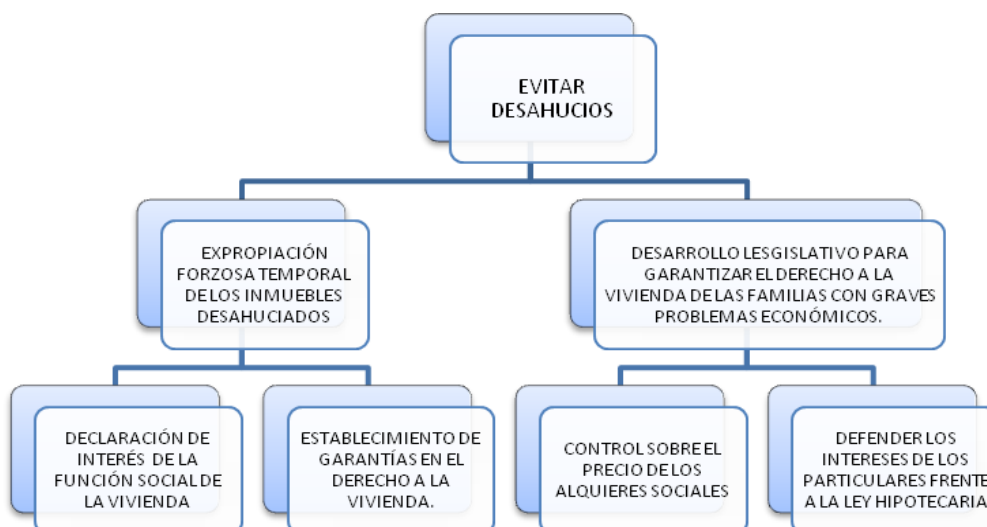 EVITAR
DESAHUCIOS
EXPROPIACIÓN
FORZOSA TEMPORAL
DE LOS INMUEBLES
DESAHUCIADOS
DESARROLLO LESGISLATIVO PARA
GARANTIZAR EL DERECHO A LA
VIVIENDA DE LAS FAMILIAS CON GRAVES
PROBLEMAS ECONÓMICOS.
DECLARACIÓN DE
INTERÉS DE LA
FUNCIÓN SOCIAL DE
LA VIVIENDA
ESTABLECIMIENTO DE
GARANTÍAS EN EL
DERECHO A LA
VIVIENDA.
CONTROL SOBRE EL
PRECIO DE LOS
ALQUIERES SOCIALES
DEFENDER LOS
INTERESES DE LOS
PARTICULARES FRENTE
A LA LEY HIPOTECARIA